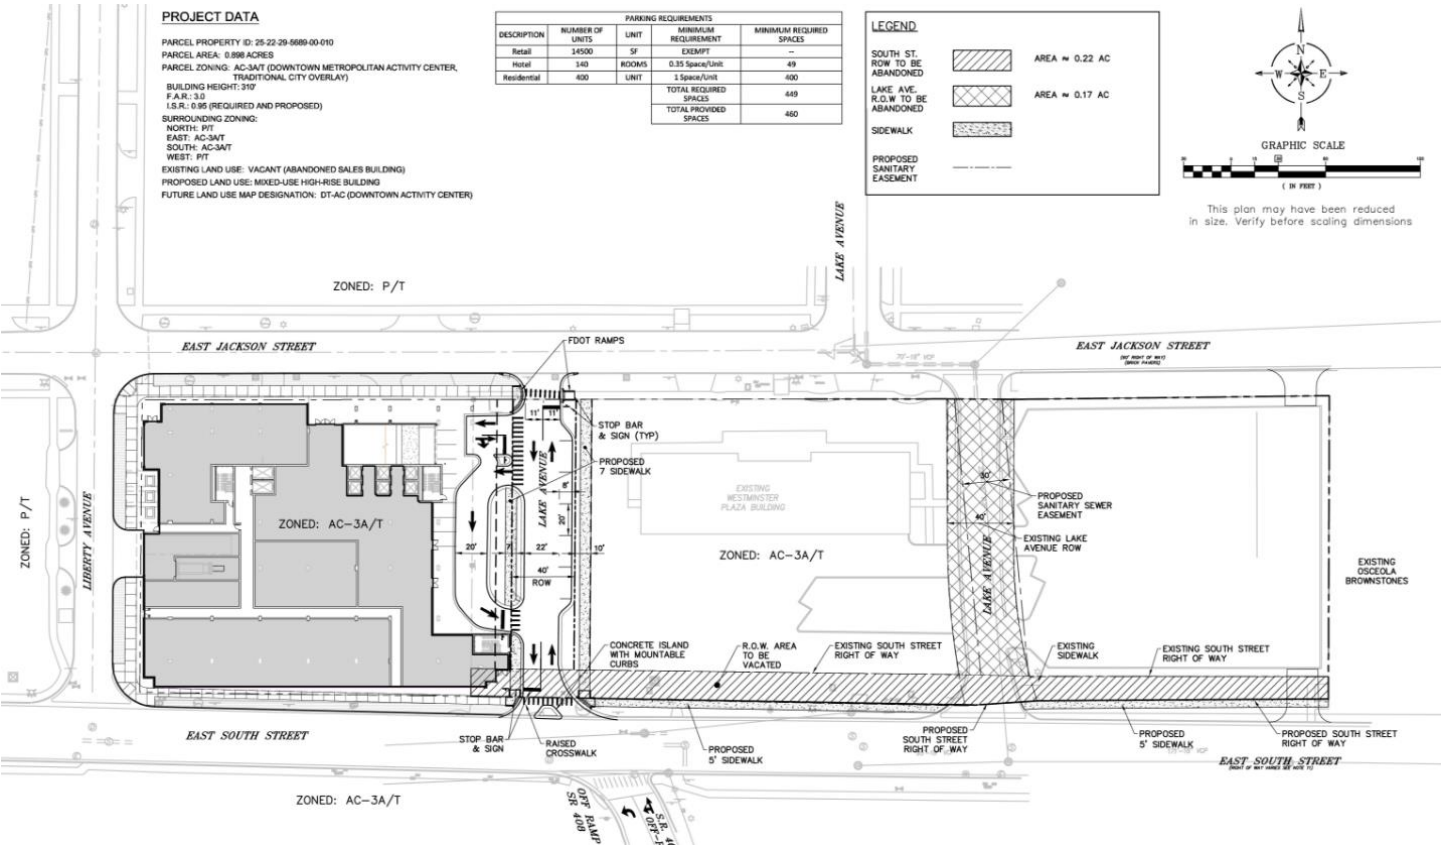 PROJECT DATA
PARCEL PROPERTY ID: 25-22-29-5689-00-010
PARCEL AREA: 0.898 ACRES
PARCEL ZONING: AC-3A/T (DOWNTOWN METROPOLITAN ACTIVITY CENTER,
TRADITIONAL CITY OVERLAY)
BUILDING HEIGHT: 310'
F.A.R.: 3.0
I.S.R.: 0.95 (REQUIRED AND PROPOSED)
SURROUNDING ZONING:
NORTH: P/T
EAST: AC-3A/T
SOUTH: AC-3A/T
WEST: P/T
EXISTING LAND USE: VACANT (ABANDONED SALES BUILDING)
PROPOSED LAND USE: MIXED-USE HIGH-RISE BUILDING
FUTURE LAND USE MAP DESIGNATION: DT-AC (DOWNTOWN ACTIVITY CENTER)
PARKING REQUIREMENTS
DESCRIPTION NUMBER OF UNITS UNIT MINIMUM REQUIREMENT MINIMUM REQUIRED SPACES
Retail 14500 SF EXEMPT --
Hotel 140 ROOMS 0.35 Space/Unit 49
Residential 400 UNIT 1 Space/Unit 400
TOTAL REQUIRED SPACES 449
TOTAL PROVIDED SPACES 460
LEGEND
SOUTH ST.
ROW TO BE
ABANDONED
AREA ≈ 0.22 AC
LAKE AVE.
R.O.W TO BE
ABANDONED
AREA ≈ 0.17 AC
SIDEWALK
PROPOSED
SANITARY
EASEMENT
N
W
E
S
GRAPHIC SCALE
( IN FEET )
This plan may have been reduced
in size. Verify before scaling dimensions
LAKE AVENUE
ZONED: P/T
EAST JACKSON STREET
FDOT RAMPS
EAST JACKSON STREET
11'
11'
STOP BAR
& SIGN (TYP)
PROPOSED
7 SIDEWALK
LAKE AVENUE
20'
ZONED: P/T
LIBERTY AVENUE
ZONED: AC-3A/T
20'
7'
22'
10'
40'
ROW
EXISTING
WESTMINSTER
PLAZA BUILDING
ZONED: AC-3A/T
30'
PROPOSED
SANITARY SEWER
EASEMENT
40'
EXISTING LAKE
AVENUE ROW
LAKE AVENUE
EXISTING
OSCEOLA
BROWNSTONES
CONCRETE ISLAND
WITH MOUNTABLE
CURBS
R.O.W. AREA
TO BE
VACATED
EXISTING SOUTH STREET
RIGHT OF WAY
EXISTING
SIDEWALK
EXISTING SOUTH STREET
RIGHT OF WAY
EAST SOUTH STREET
STOP BAR
& SIGN
RAISED
CROSSWALK
PROPOSED
5' SIDEWALK
PROPOSED
SOUTH STREET
RIGHT OF WAY
PROPOSED
5' SIDEWALK
PROPOSED SOUTH STREET
RIGHT OF WAY
EAST SOUTH STREET
ZONED: AC-3A/T
OFF RAMP
SR 408